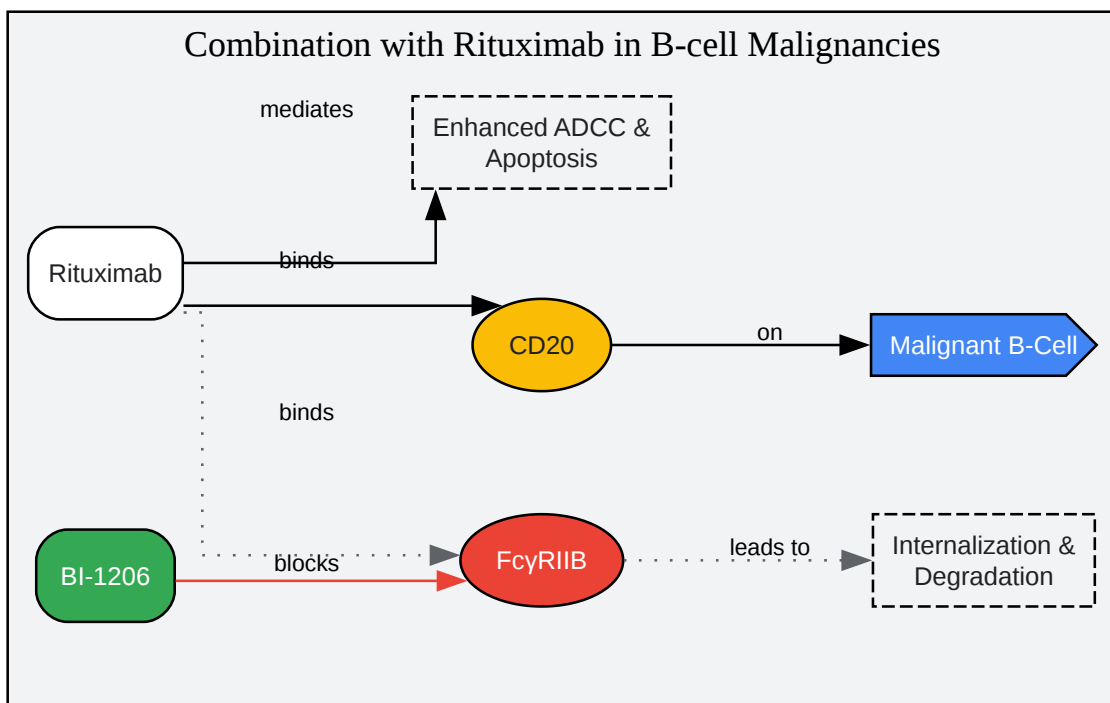 Combination with Rituximab in B-cell Malignancies
mediates
Enhanced ADCC &
Apoptosis
Rituximab
binds
CD20
on
Malignant B-Cell
binds
BI-1206
blocks
FcγRIIB
leads to
Internalization &
Degradation